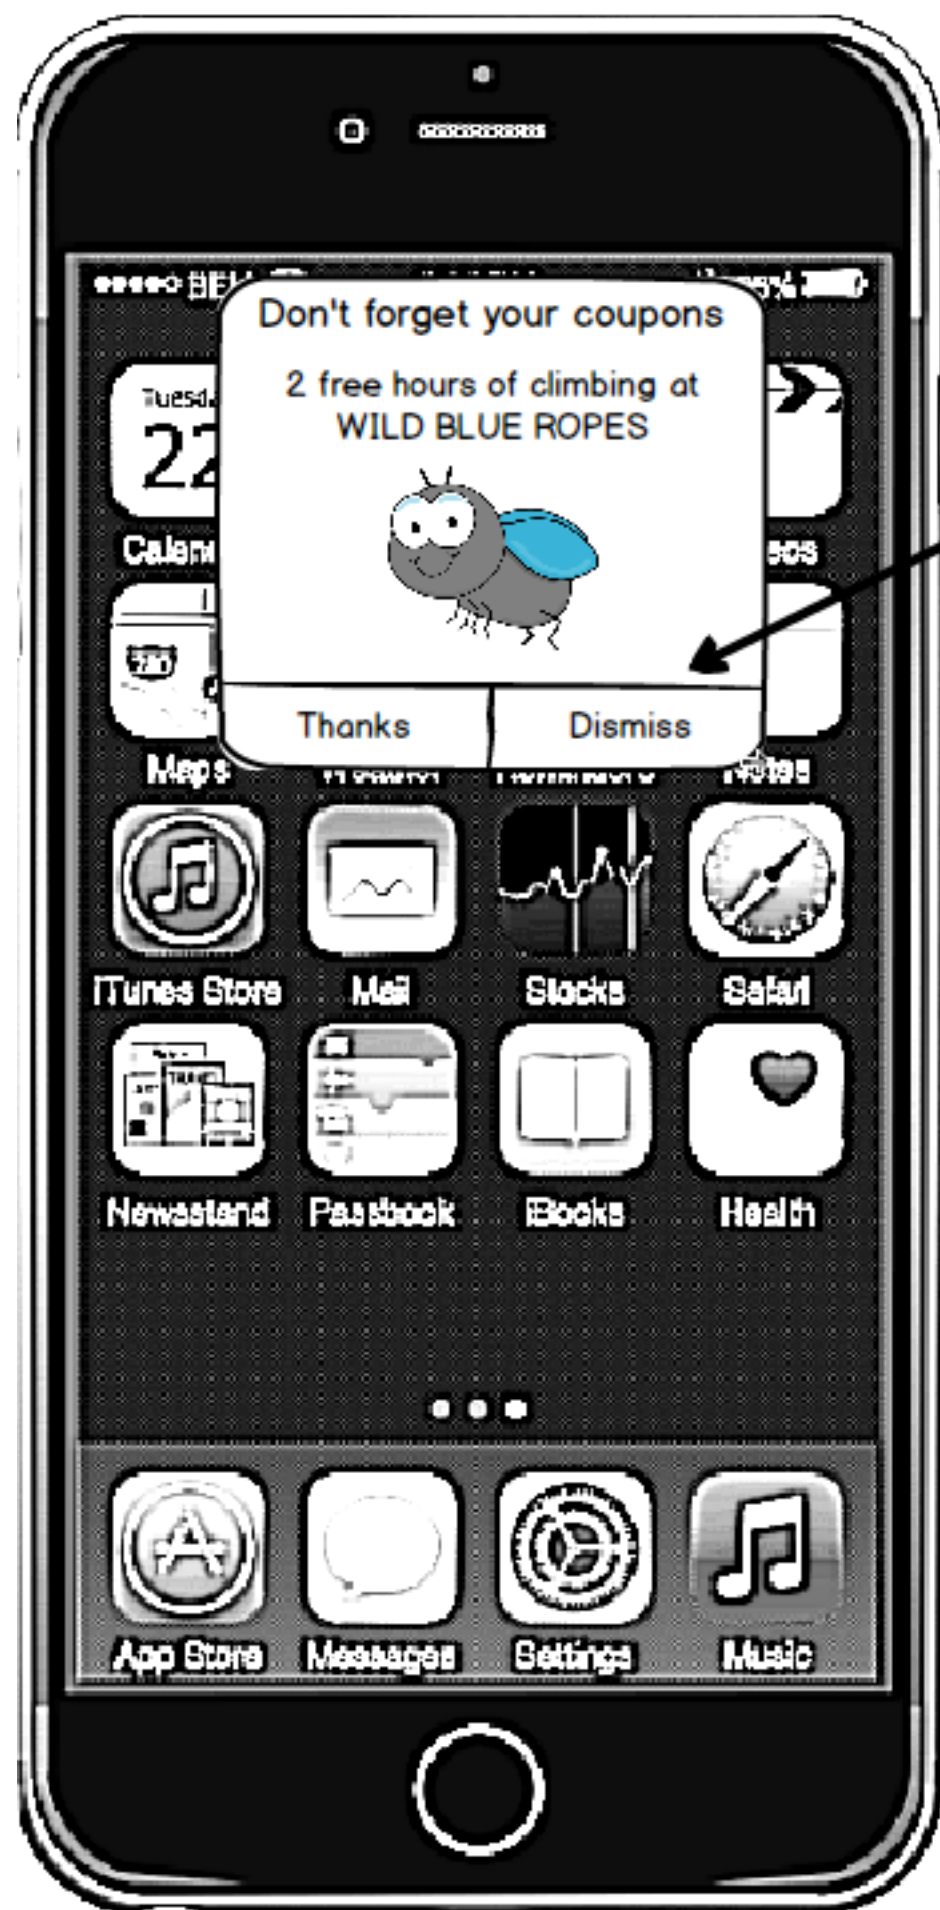 Don't forget your coupons
2 free hours of climbing at
WILD BLUE ROPES
Thanks
Dismiss
22
Maps
Notes
iTunes Store
Mail
Stocks
Safari
Newsstand
Passbook
iBooks
Health
App Store
Messages
Settings
Music